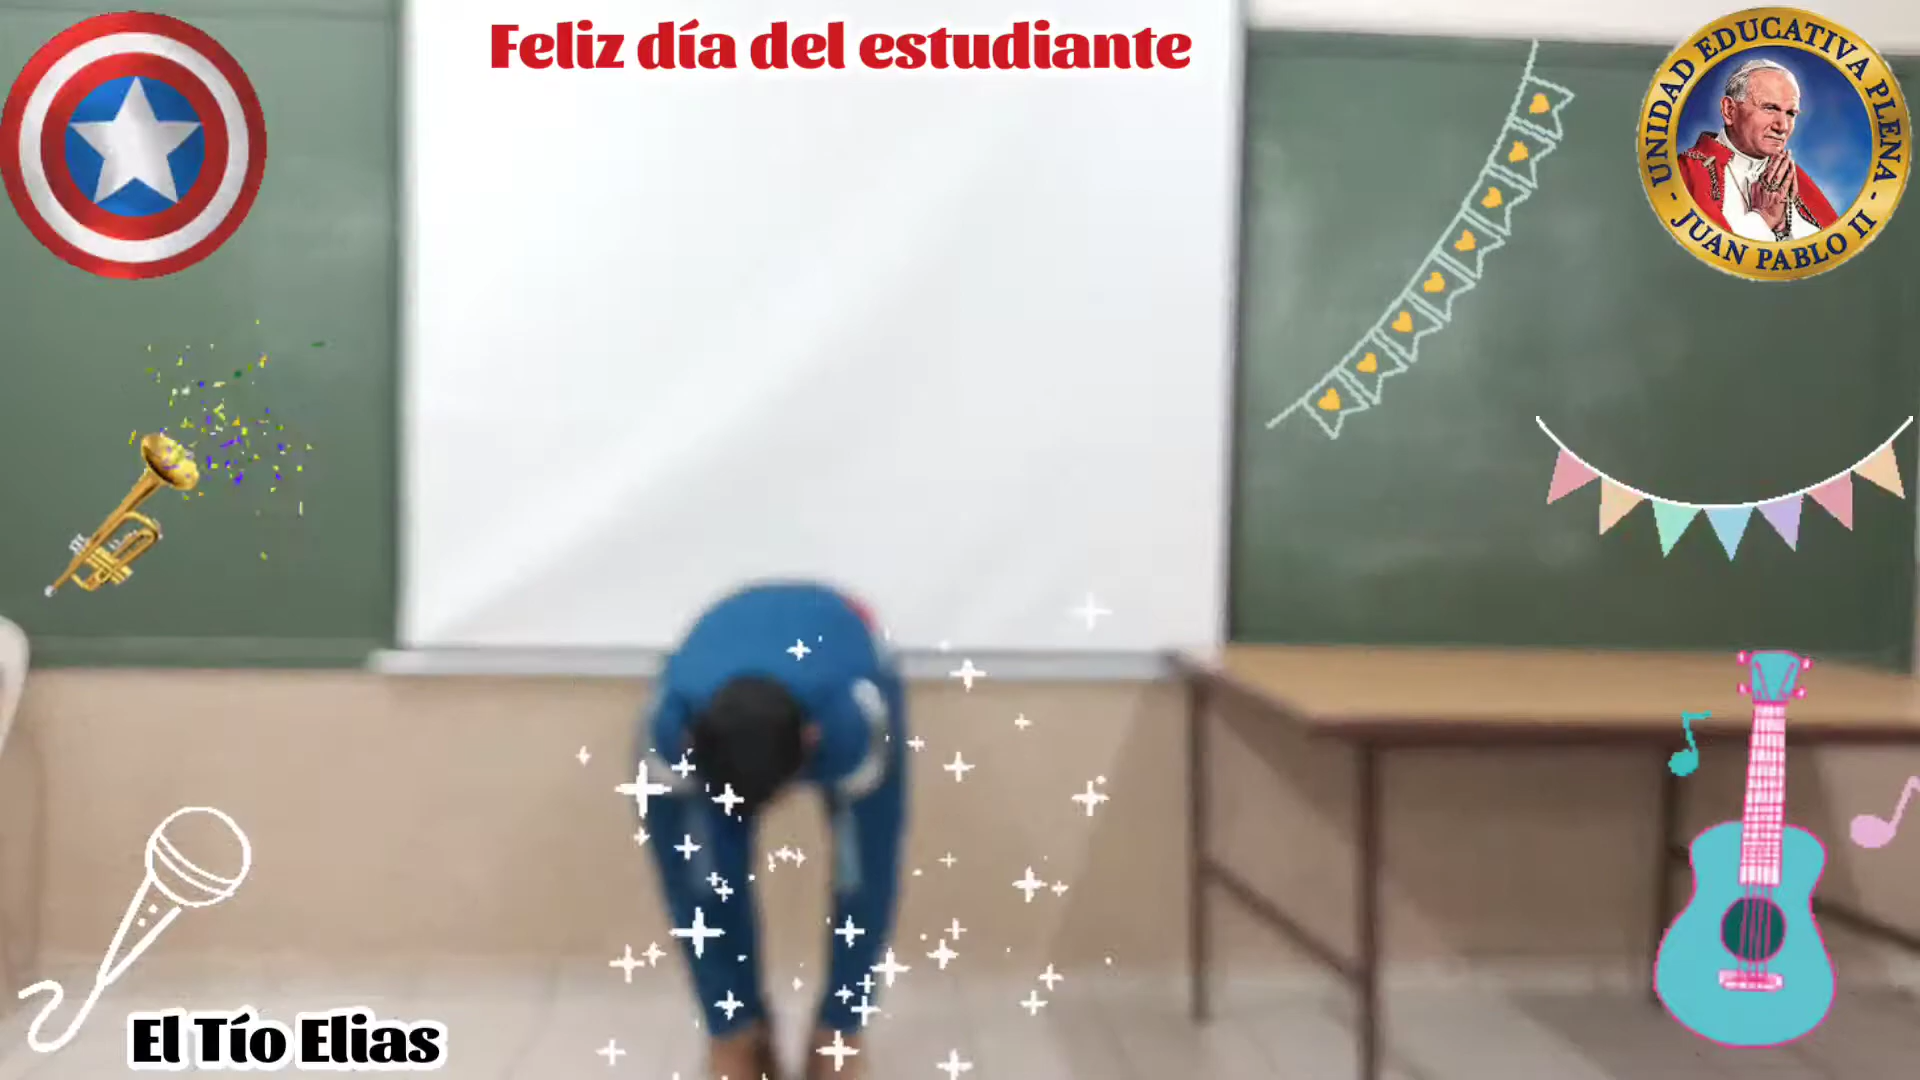 Feliz día del estudiante
UNIDAD EDUCATIVA PLENA
- JUAN PABLO II -
El Tío Elias